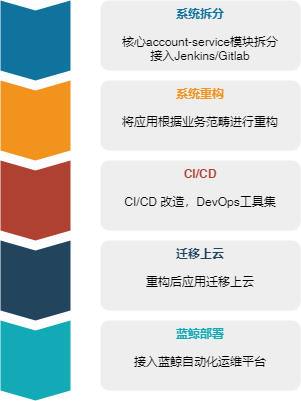 系统拆分
核心account-service模块拆分
接入Jenkins/Gitlab
系统重构
将应用根据业务范畴进行重构
CI/CD
CI/CD 改造，DevOps工具集
迁移上云
重构后应用迁移上云
蓝鲸部署
接入蓝鲸自动化运维平台